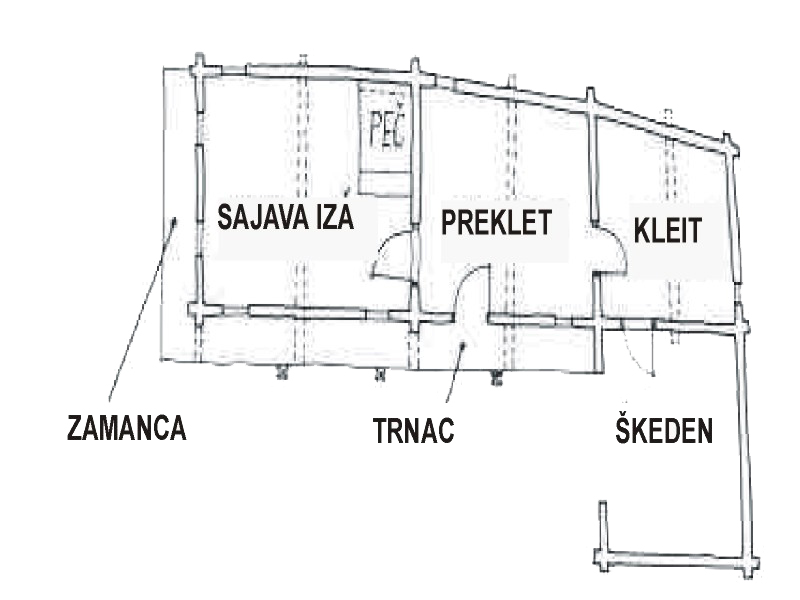 PEČ
SAJAVA IZA
PREKLET
KLEIT
ZAMANCA
TRNAC
ŠKEDEN